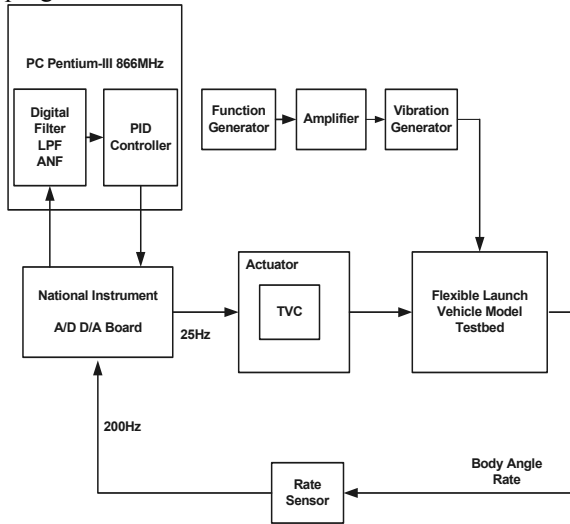 PC Pentium-III 866MHz
Digital
Filter
LPF
ANF
PID
Controller
Function
Generator
Amplifier
Vibration
Generator
National Instrument
A/D D/A Board
25Hz
Actuator
TVC
Flexible Launch
Vehicle Model
Testbed
200Hz
Rate
Sensor
Body Angle
Rate